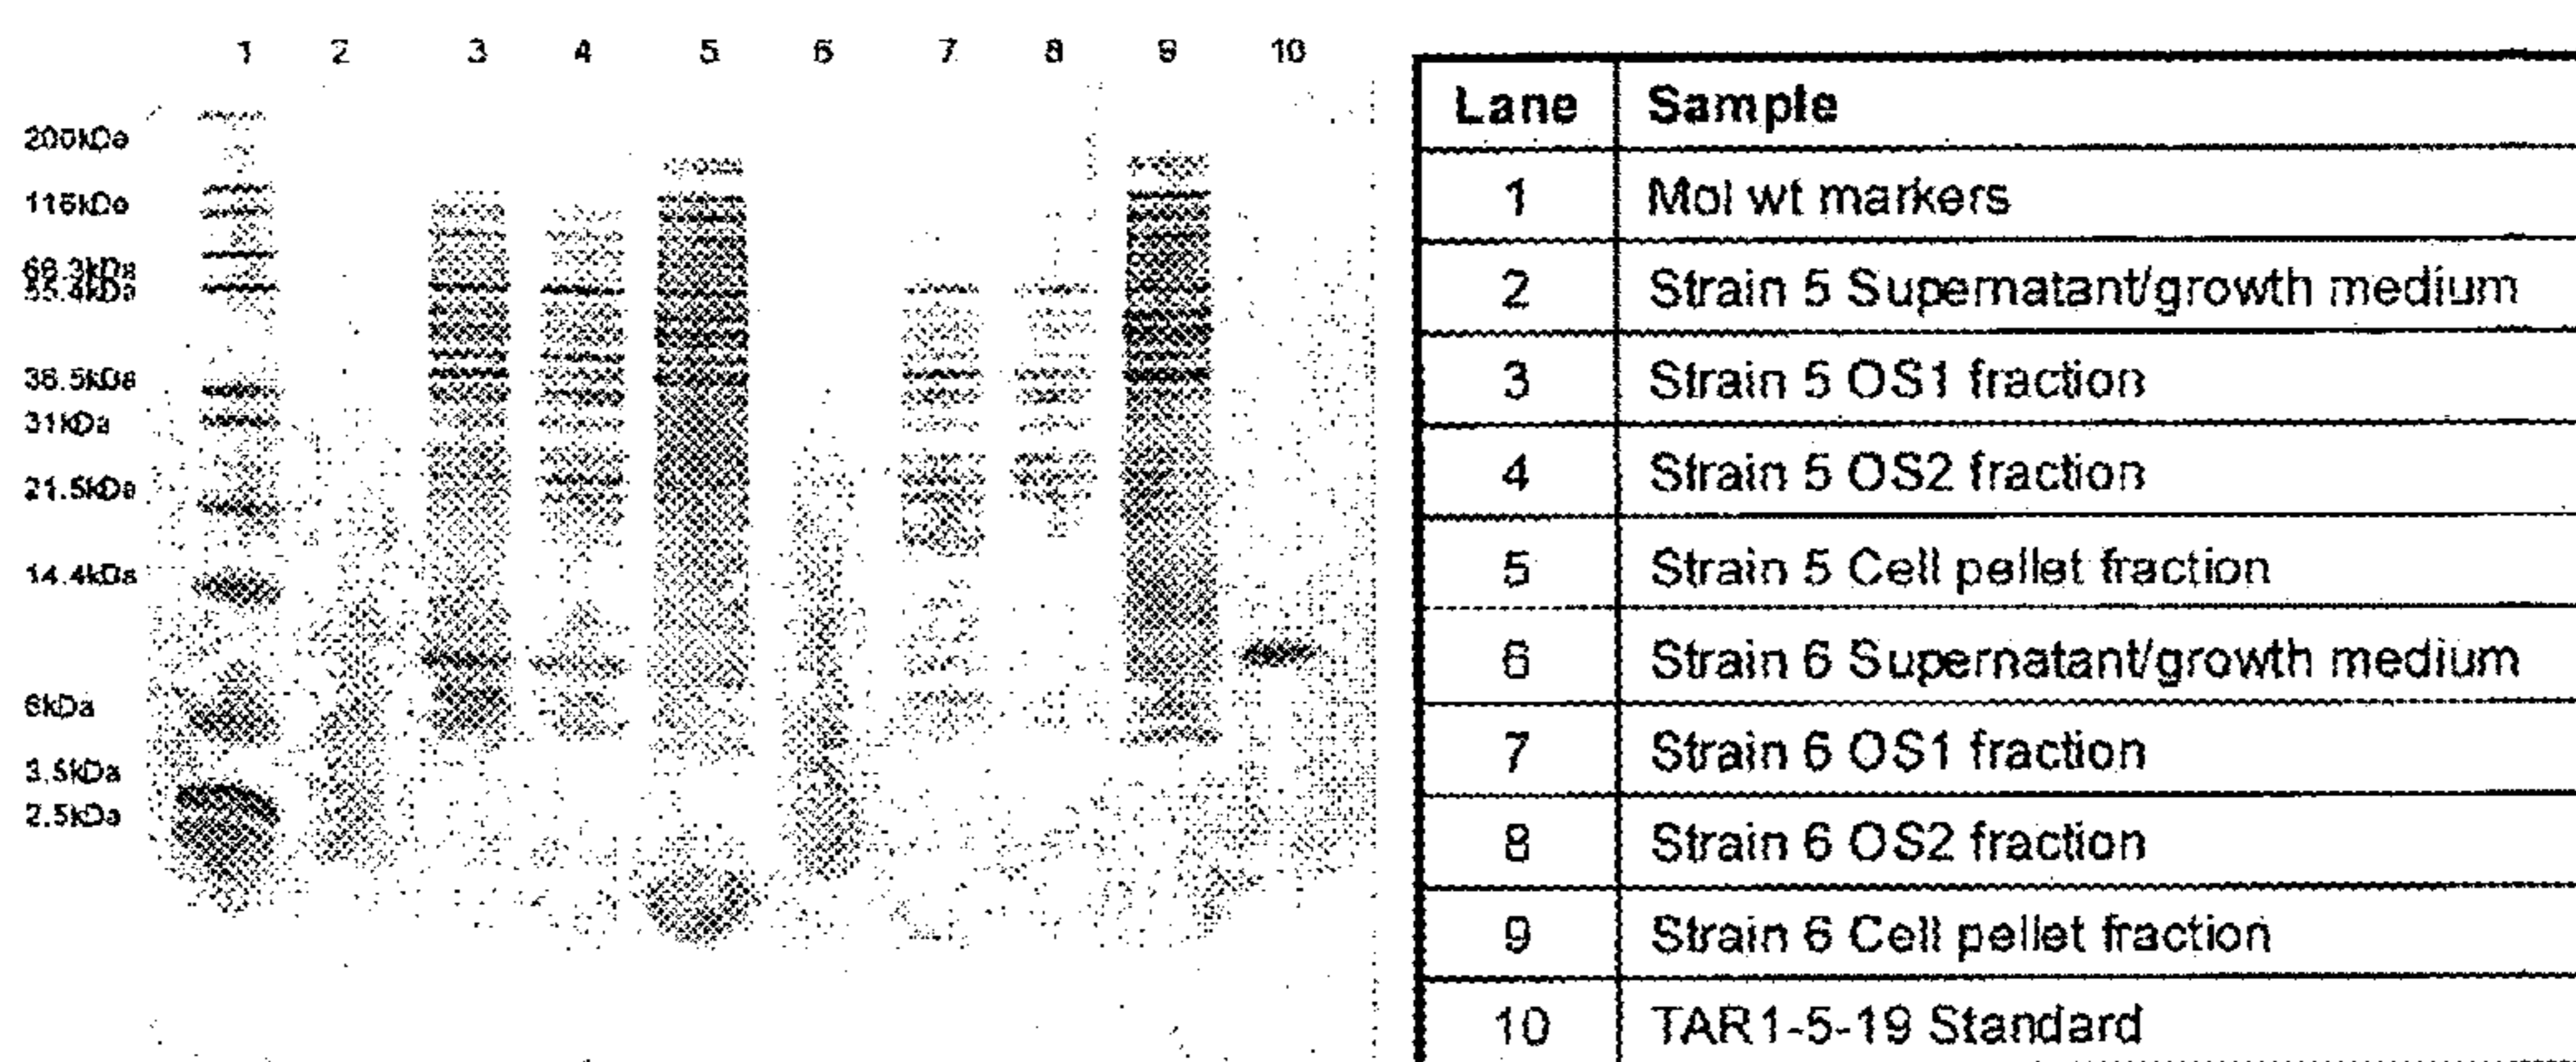 1 2 3 4 5 6 7 8 9 10
200kDa
116kDa
66.3kDa
55.4kDa
36.5kDa
31kDa
21.5kDa
14.4kDa
6kDa
3.5kDa
2.5kDa
Lane Sample
1 Mol wt markers
2 Strain 5 Supernatant/growth medium
3 Strain 5 OS1 fraction
4 Strain 5 OS2 fraction
5 Strain 5 Cell pellet fraction
6 Strain 6 Supernatant/growth medium
7 Strain 6 OS1 fraction
8 Strain 6 OS2 fraction
9 Strain 6 Cell pellet fraction
10 TAR1-5-19 Standard